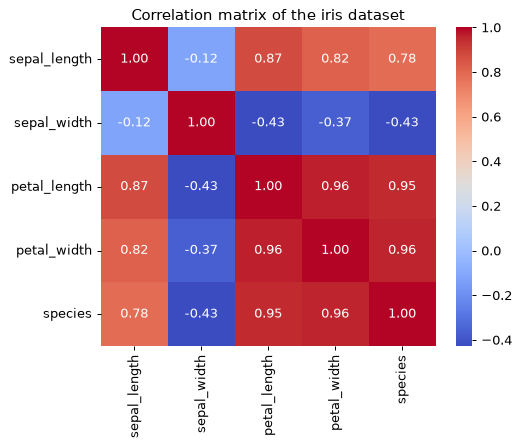 Correlation matrix of the iris dataset
sepal_length 1.00 -0.12 0.87 0.82 0.78
sepal_width -0.12 1.00 -0.43 -0.37 -0.43
petal_length 0.87 -0.43 1.00 0.96 0.95
petal_width 0.82 -0.37 0.96 1.00 0.96
species 0.78 -0.43 0.95 0.96 1.00
sepal_length
sepal_width
petal_length
petal_width
species
1.0
0.8
0.6
0.4
0.2
0.0
−0.2
−0.4